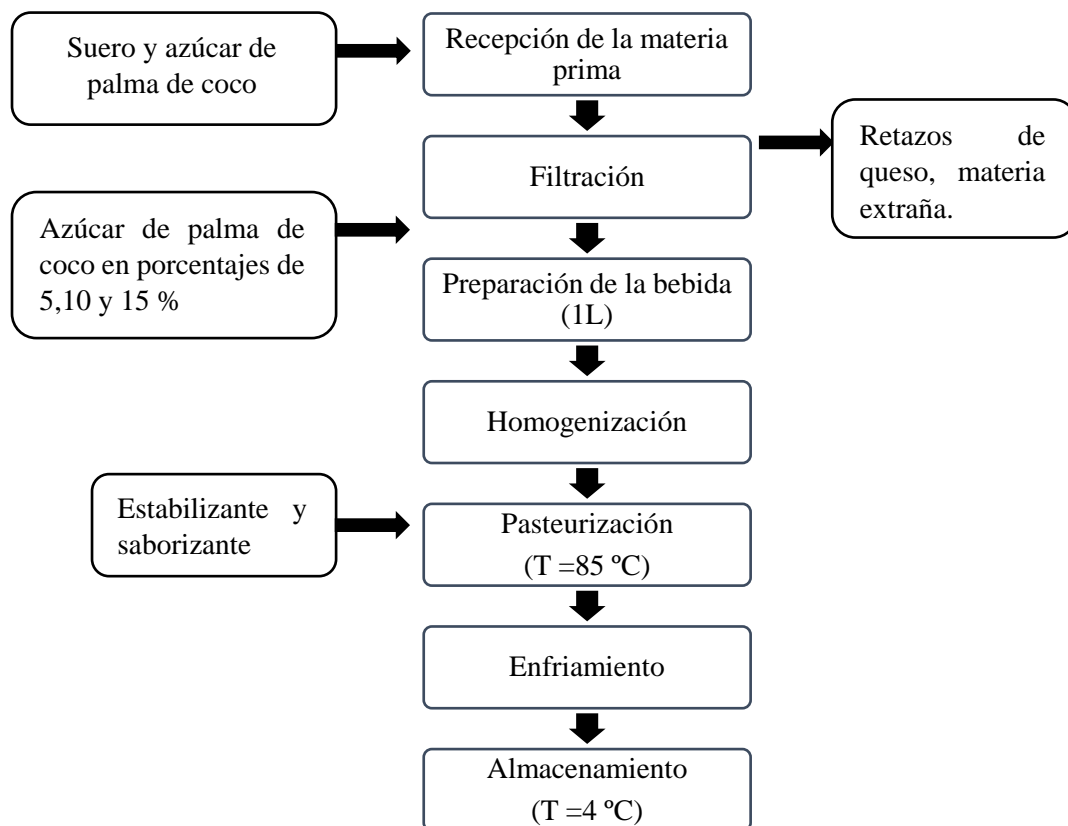 Suero y azúcar de
palma de coco
Recepción de la materia
prima
Filtración
Retazos de
queso, materia
extraña.
Azúcar de palma de
coco en porcentajes de
5,10 y 15 %
Preparación de la bebida
(1L)
Homogenización
Estabilizante y
saborizante
Pasteurización
(T =85 ºC)
Enfriamiento
Almacenamiento
(T =4 ºC)